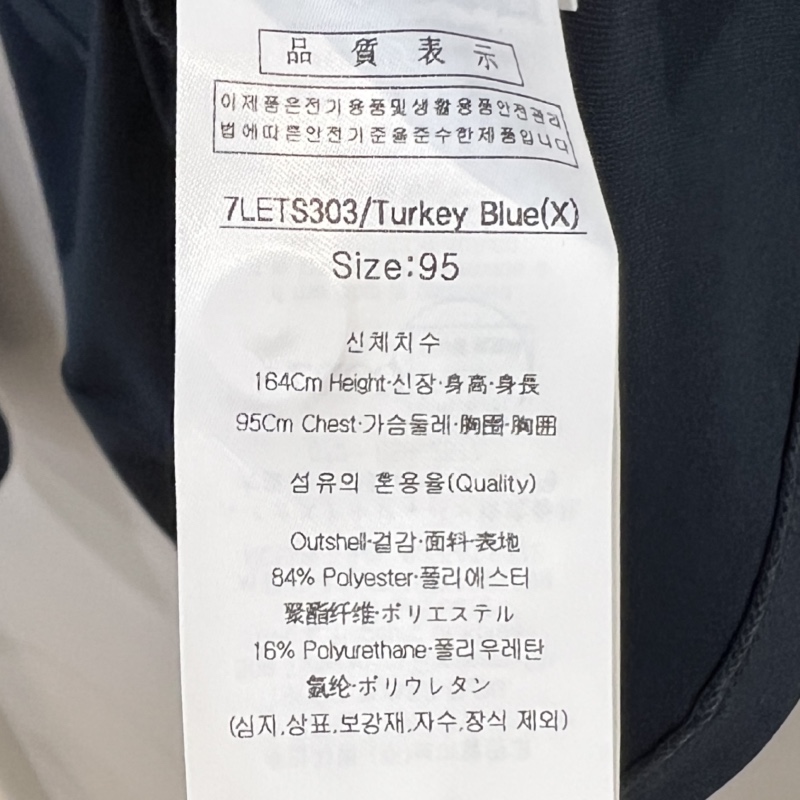 品質表示
이제품은전기용품및생활용품안전관리
법에따른안전기준을준수한제품입니다
7LETS303/Turkey Blue(X)
Size:95
신체치수
164Cm Height·신장·身高·身長
95Cm Chest·가슴둘레·胸圍·胸囲
섬유의 혼용율(Quality)
Outshell·겉감·面料·表地
84% Polyester·폴리에스터
聚酯纤维·ポリエステル
16% Polyurethane·폴리우레탄
氨纶·ポリウレタン
(심지,상표,보강재,자수,장식 제외)